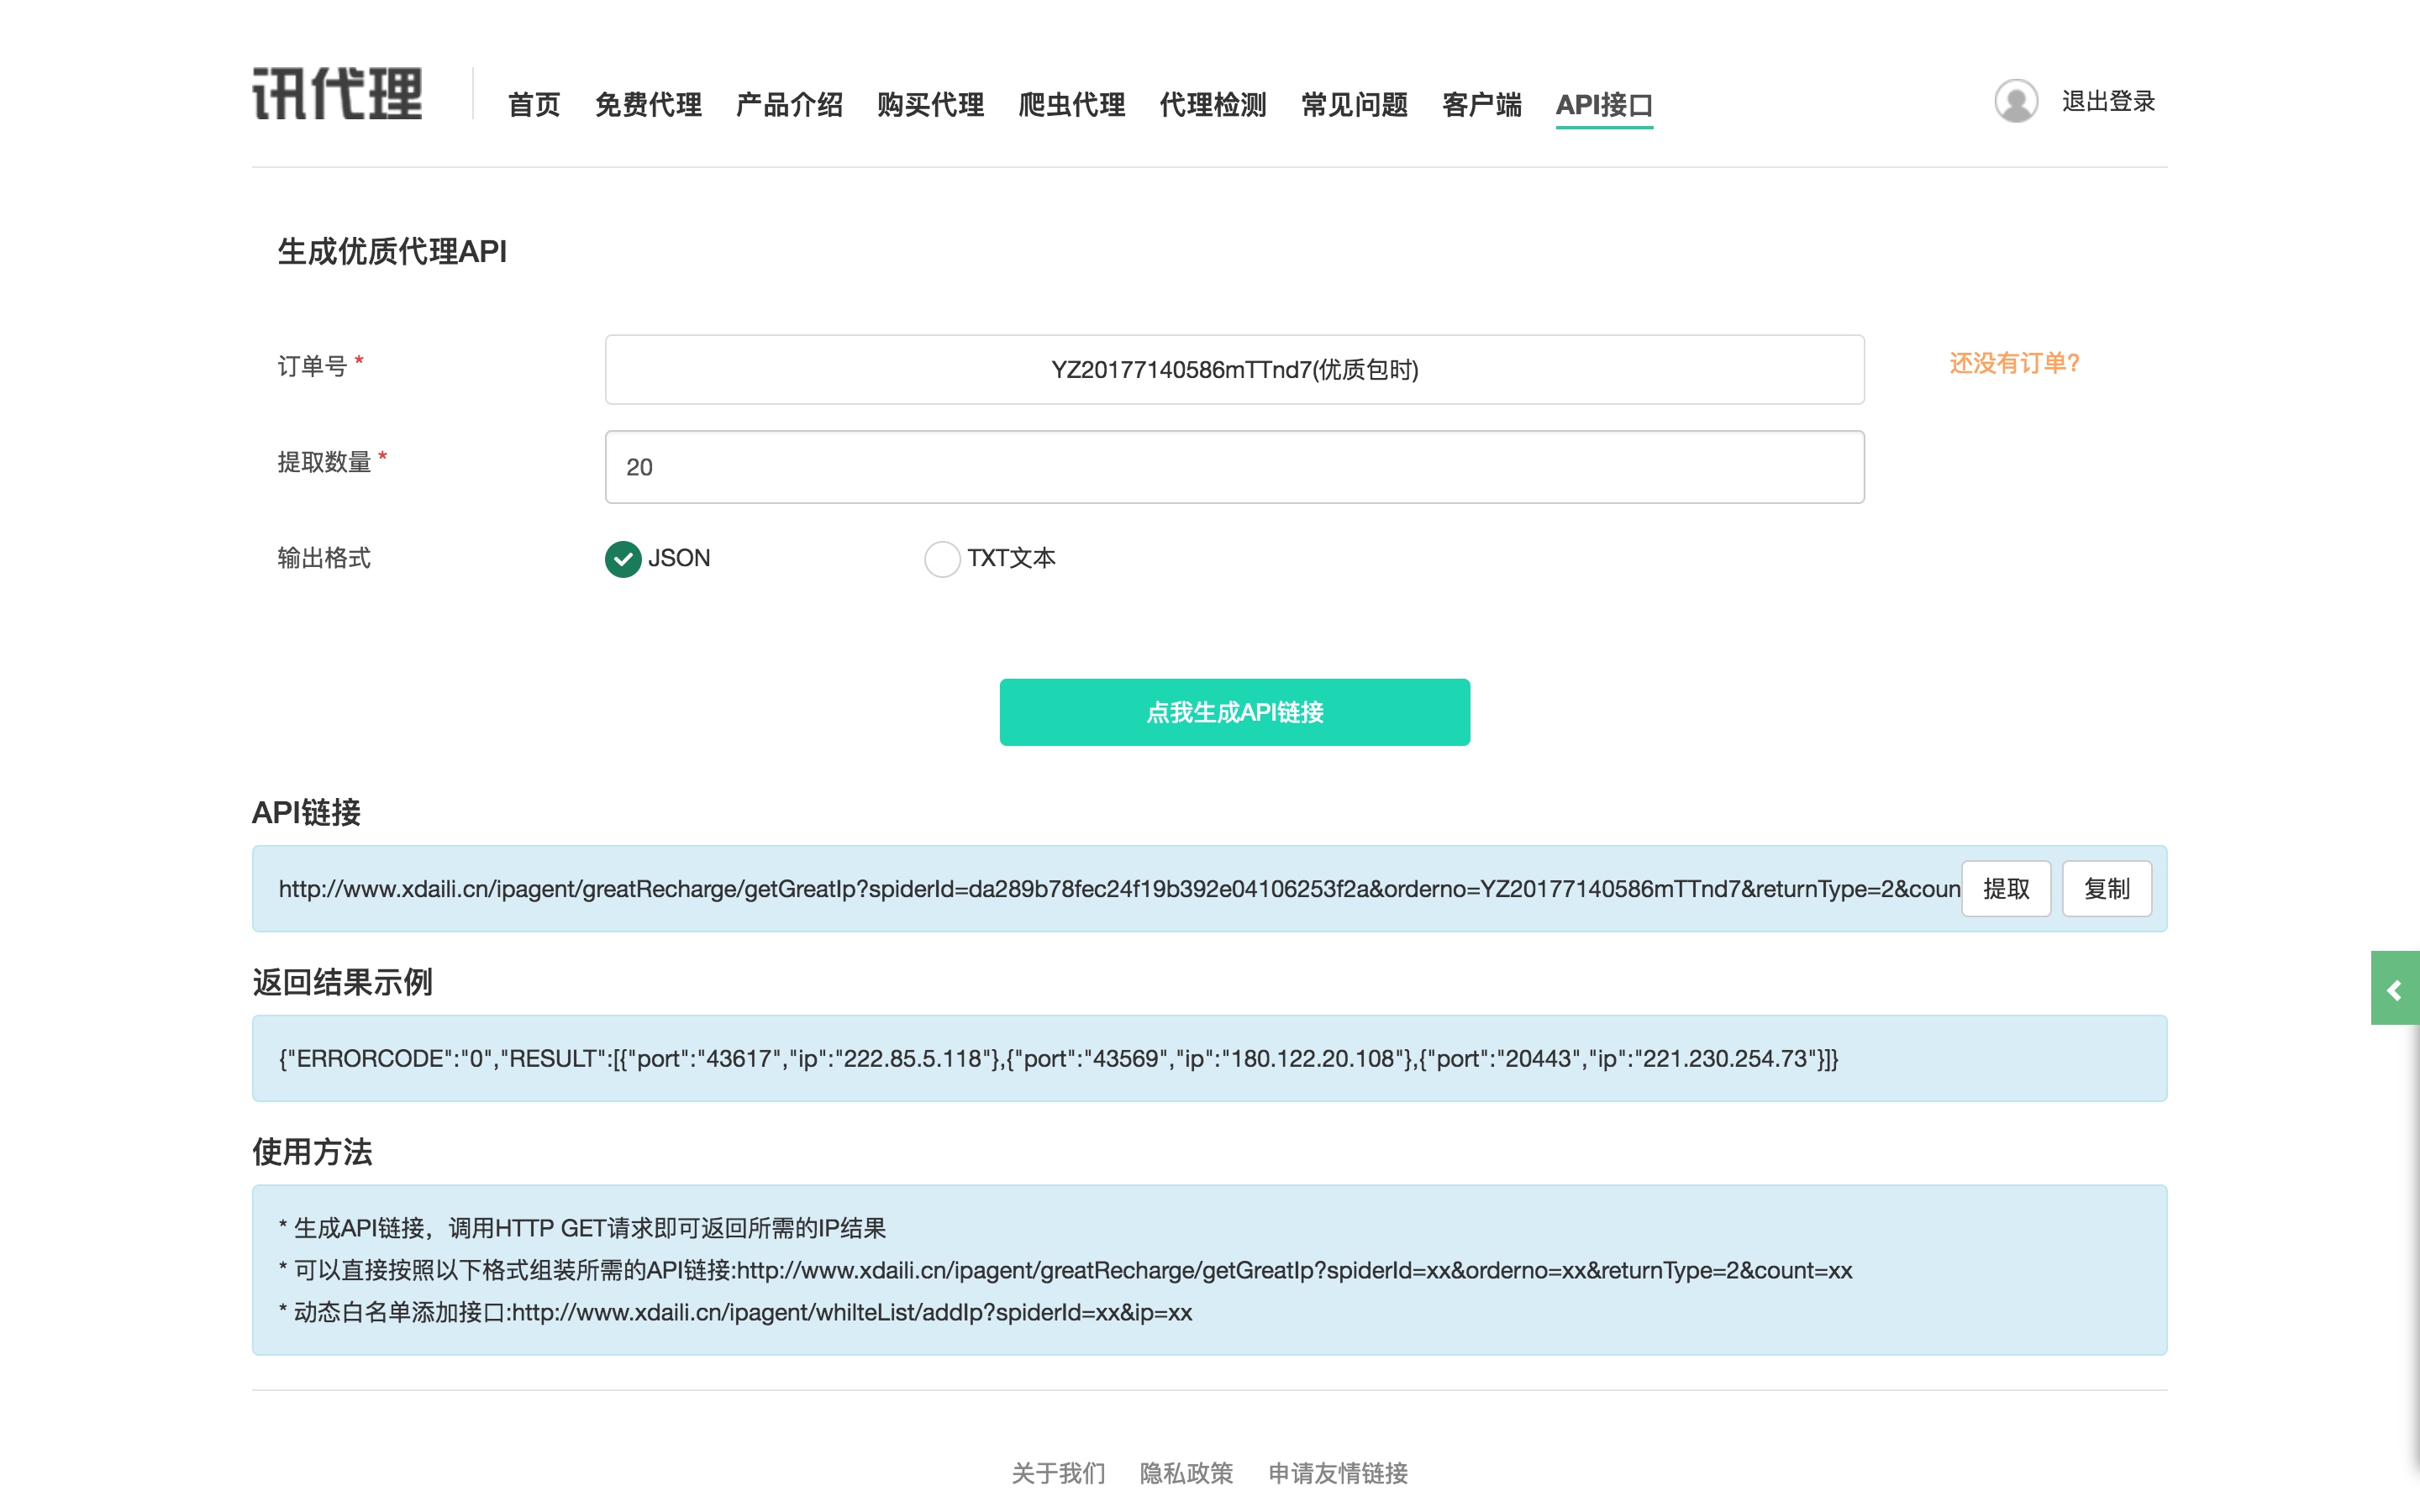 讯代理
首页 免费代理 产品介绍 购买代理 爬虫代理 代理检测 常见问题 客户端 API接口
退出登录
生成优质代理API
订单号 *
YZ20177140586mTTnd7(优质包时)
还没有订单?
提取数量 *
20
输出格式
JSON
TXT文本
点我生成API链接
API链接
http://www.xdaili.cn/ipagent/greatRecharge/getGreatIp?spiderId=da289b78fec24f19b392e04106253f2a&orderno=YZ20177140586mTTnd7&returnType=2&coun
提取
复制
返回结果示例
{"ERRORCODE":"0","RESULT":[{"port":"43617","ip":"222.85.5.118"},{"port":"43569","ip":"180.122.20.108"},{"port":"20443","ip":"221.230.254.73"}]}
使用方法
* 生成API链接，调用HTTP GET请求即可返回所需的IP结果
* 可以直接按照以下格式组装所需的API链接:http://www.xdaili.cn/ipagent/greatRecharge/getGreatIp?spiderId=xx&orderno=xx&returnType=2&count=xx
* 动态白名单添加接口:http://www.xdaili.cn/ipagent/whilteList/addIp?spiderId=xx&ip=xx
关于我们 隐私政策 申请友情链接